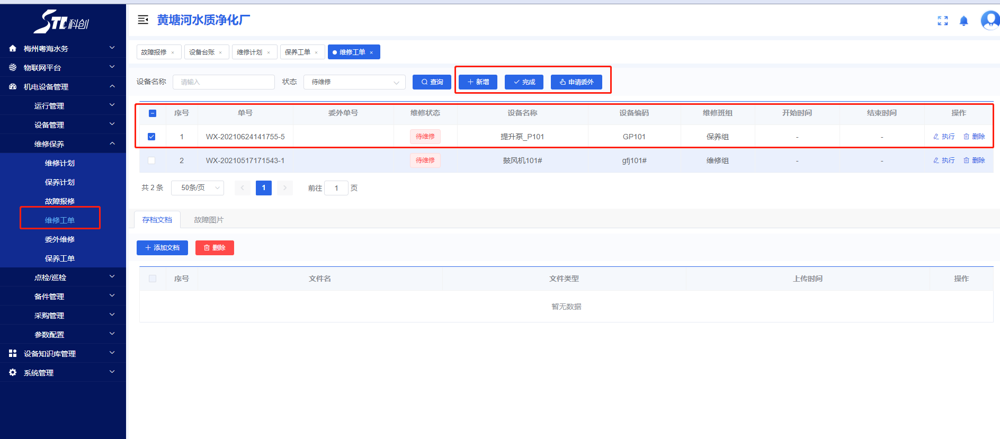 STL科创
黄塘河水质净化厂
梅州粤海水务
物联网平台
机电设备管理
运行管理
设备管理
维修保养
维修计划
保养计划
故障报修
维修工单
委外维修
保养工单
点检/巡检
备件管理
采购管理
参数配置
设备知识库管理
系统管理
故障报修 × 设备台账 × 维修计划 × 保养工单 × 维修工单 ×
设备名称 请输入 状态 待维修 查询 新增 完成 申请委外
序号 单号 委外单号 维修状态 设备名称 设备编码 维修班组 开始时间 结束时间 操作
1 WX-20210624141755-5 待维修 提升泵_P101 GP101 保养组 - - 执行 删除
2 WX-20210517171543-1 待维修 鼓风机101# gfj101# 维修组 - - 执行 删除
共 2 条 50条/页 1 前往 1 页
存档文档 故障图片
添加文档 删除
序号 文件名 文件类型 上传时间 操作
暂无数据